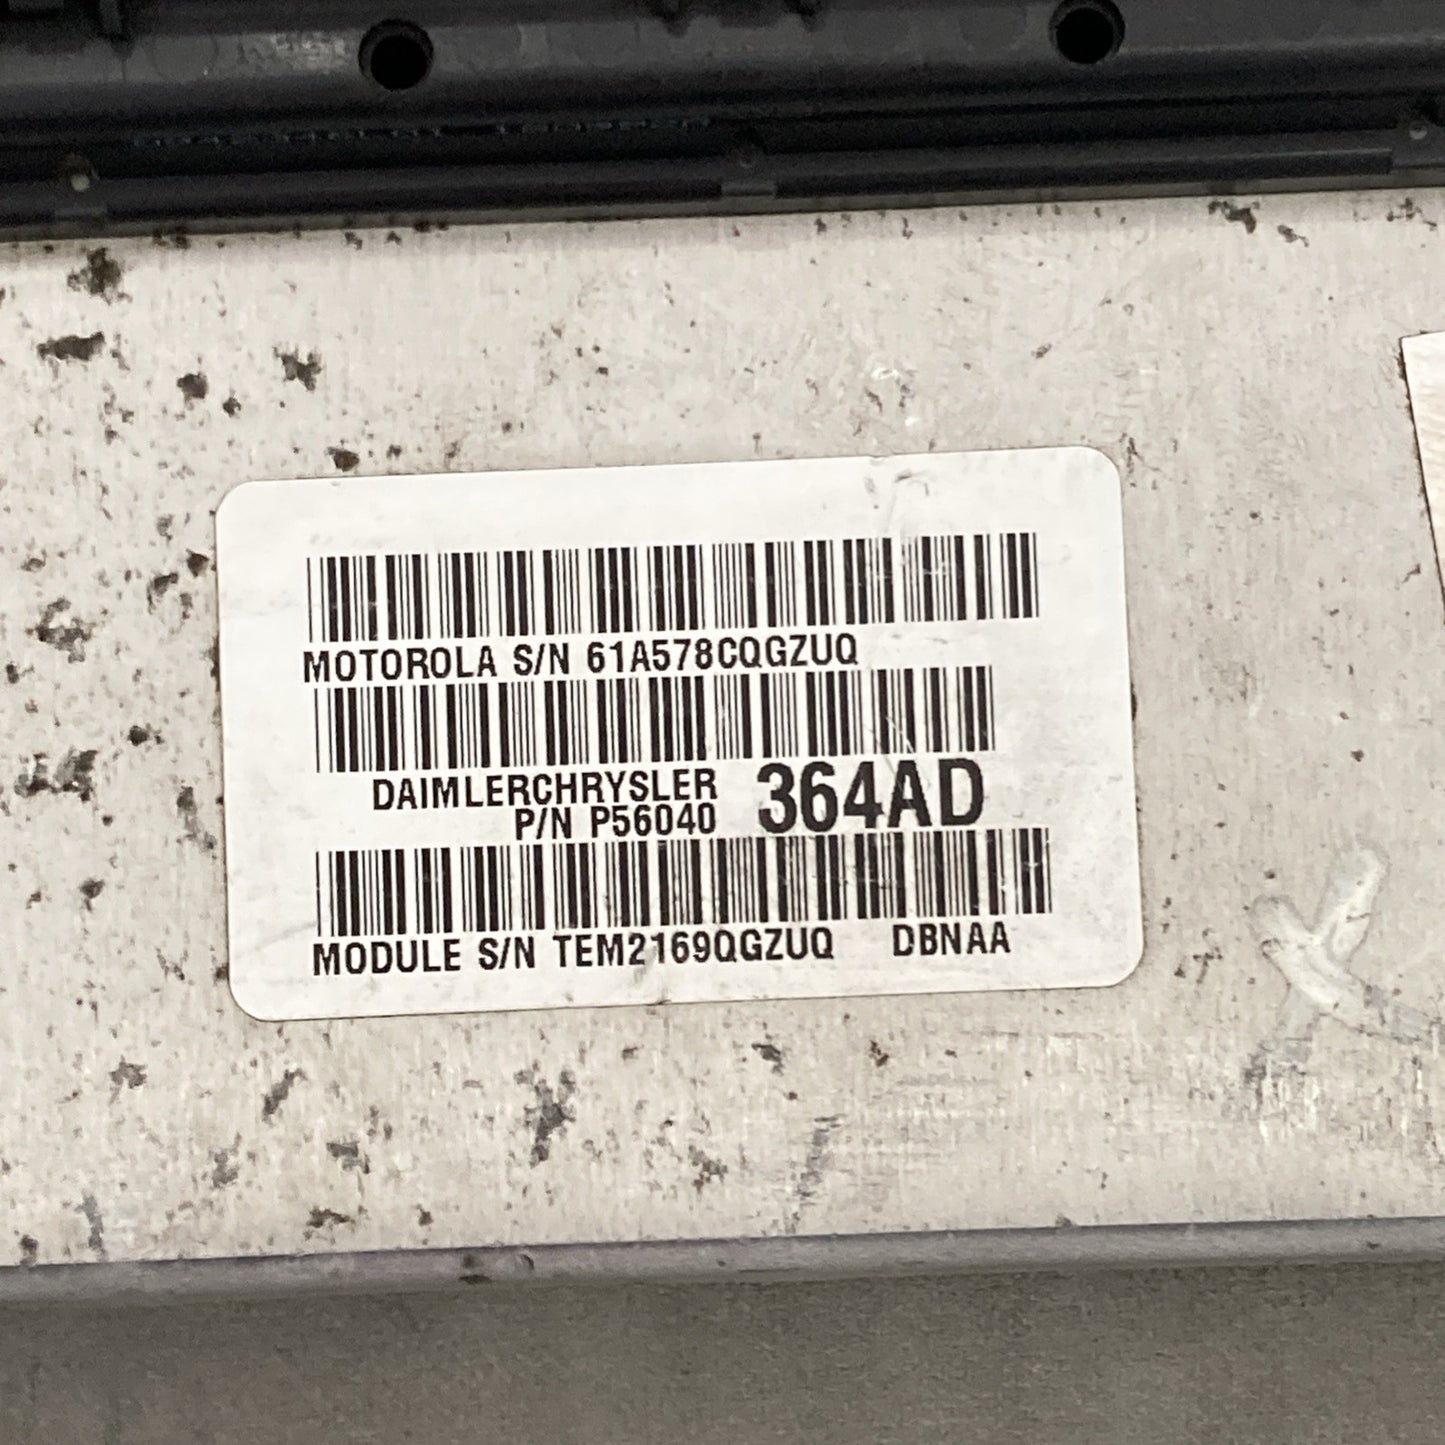 MOTOROLA S/N 61A578CQGZUQ
DAIMLERCHRYSLER
P/N P56040 364AD
MODULE S/N TEM2169QGZUQ DBNAA